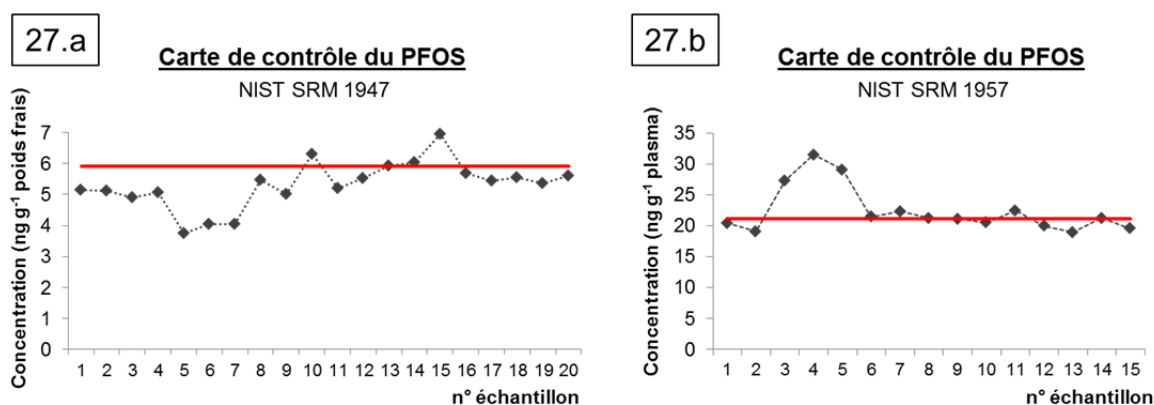 27.a
Carte de contrôle du PFOS
NIST SRM 1947
Concentration (ng g⁻¹ poids frais)
7
6
5
4
3
2
1
0
1 2 3 4 5 6 7 8 9 10 11 12 13 14 15 16 17 18 19 20
n° échantillon
27.b
Carte de contrôle du PFOS
NIST SRM 1957
Concentration (ng g⁻¹ plasma)
35
30
25
20
15
10
5
0
1 2 3 4 5 6 7 8 9 10 11 12 13 14 15
n° échantillon